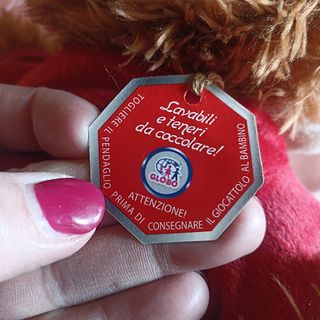 Lavabili
e teneri
da coccolare!
GLOBO
ATTENZIONE!
TOGLIERE IL PENDAGLIO PRIMA DI CONSEGNARE IL GIOCATTOLO AL BAMBINO